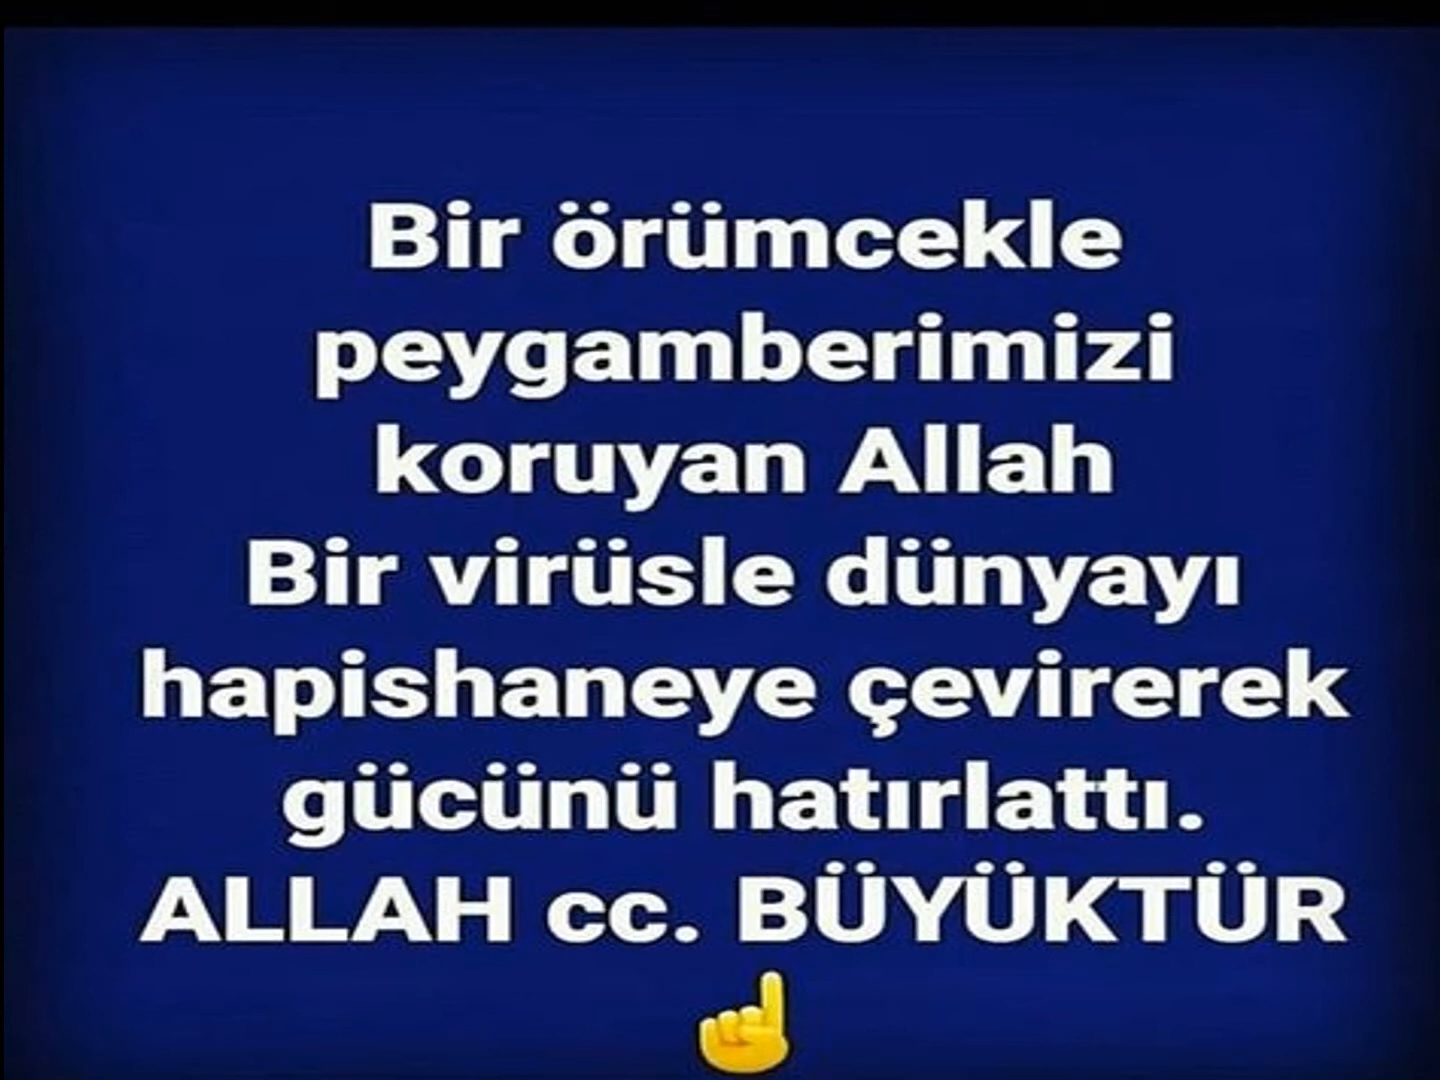 Bir örümcekle
peygamberimizi
koruyan Allah
Bir virüsle dünyayı
hapishaneye çevirerek
gücünü hatırlattı.
ALLAH cc. BÜYÜKTÜR
☝